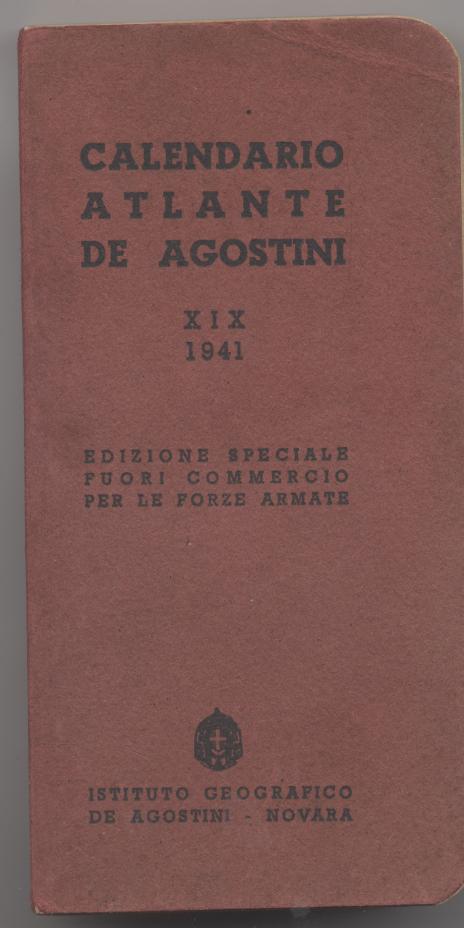 CALENDARIO
ATLANTE
DE AGOSTINI
XIX
1941
EDIZIONE SPECIALE
FUORI COMMERCIO
PER LE FORZE ARMATE
ISTITUTO GEOGRAFICO
DE AGOSTINI - NOVARA